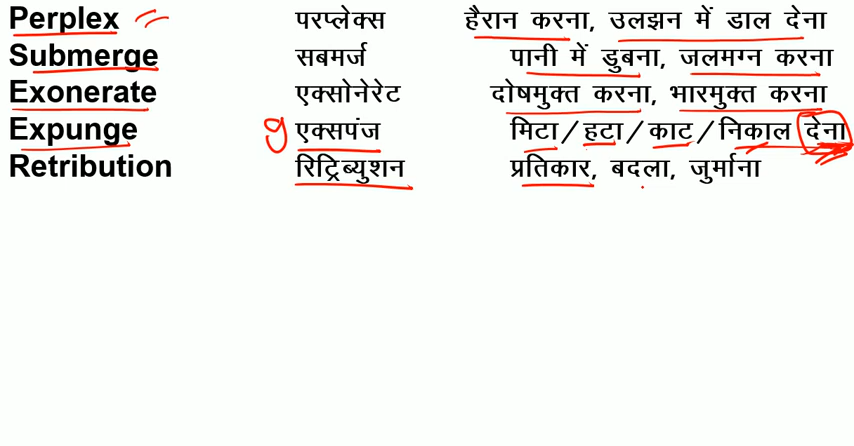 Perplex परप्लेक्स हैरान करना, उलझन में डाल देना
Submerge सबमर्ज पानी में डुबना, जलमग्न करना
Exonerate एक्सोनेरेट दोषमुक्त करना, भारमुक्त करना
Expunge 9 एक्सपंज मिटा/हटा/काट/निकाल देना
Retribution रिट्रिब्युशन प्रतिकार, बदला, जुर्माना